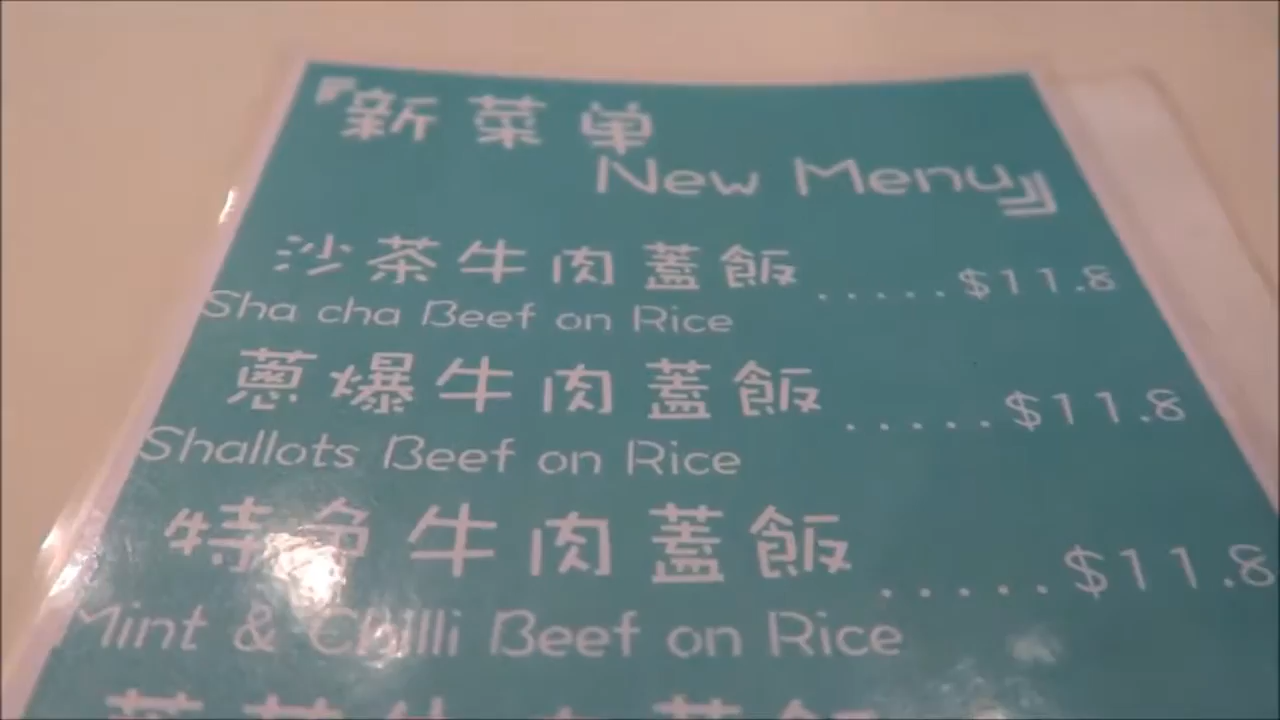 『新菜单
New Menu』
沙茶牛肉蓋飯.....$11.8
Sha cha Beef on Rice
蔥爆牛肉蓋飯.....$11.8
Shallots Beef on Rice
特色牛肉蓋飯.....$11.8
Mint & Chilli Beef on Rice